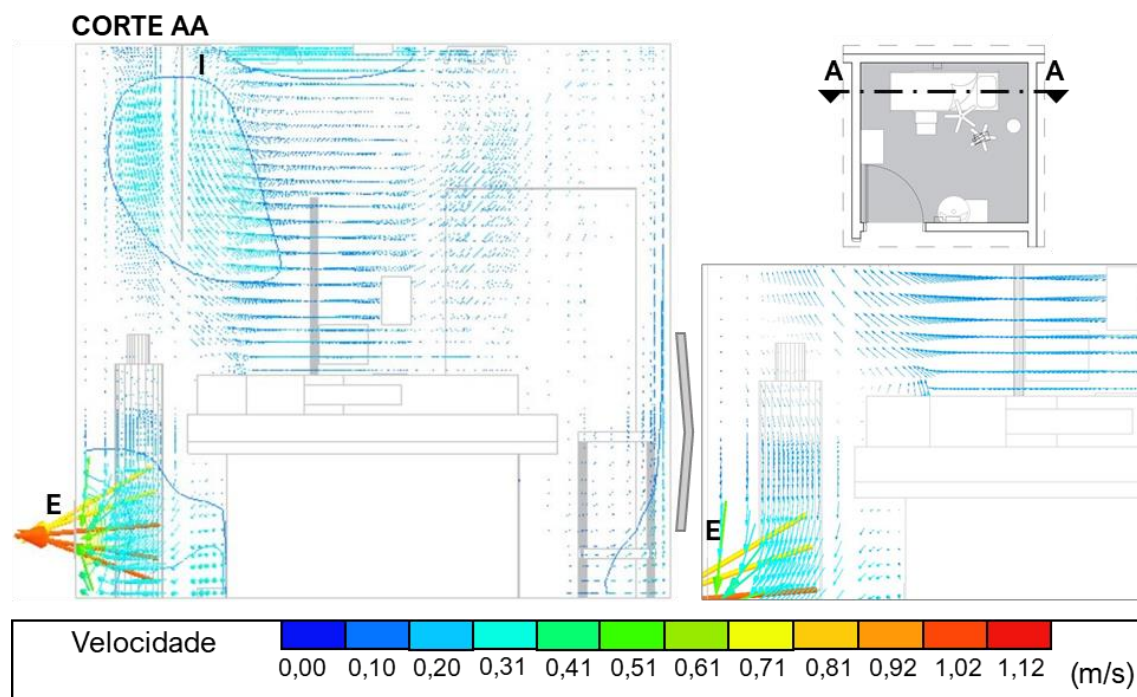 CORTE AA
I
A A
E
E
Velocidade
0,00 0,10 0,20 0,31 0,41 0,51 0,61 0,71 0,81 0,92 1,02 1,12 (m/s)